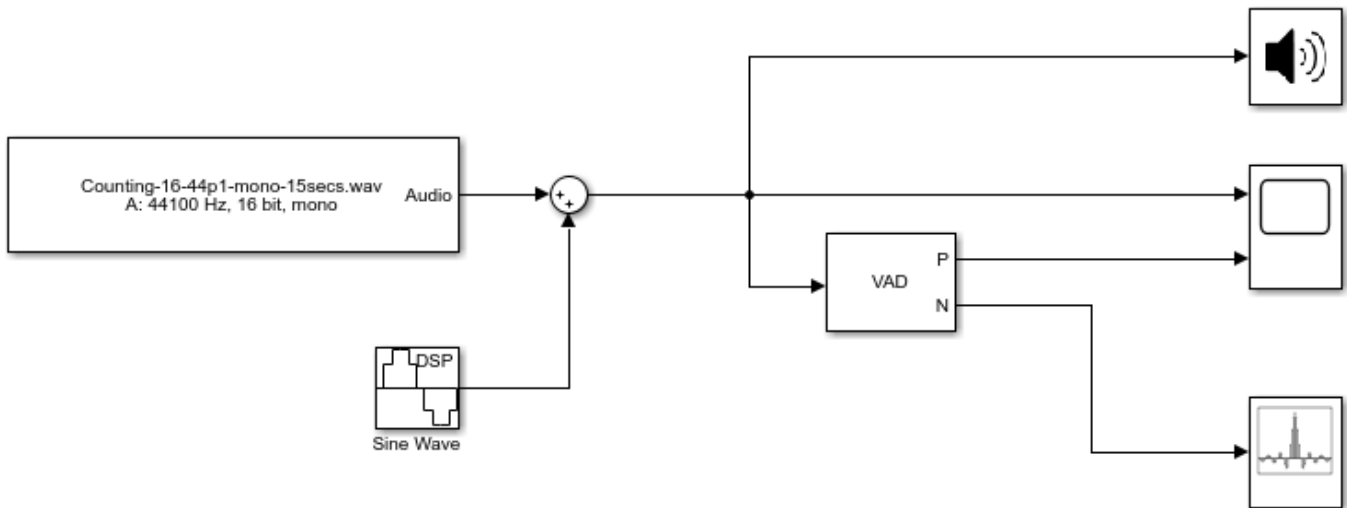 Counting-16-44p1-mono-15secs.wav
A: 44100 Hz, 16 bit, mono
Audio
P
VAD
N
DSP
Sine Wave